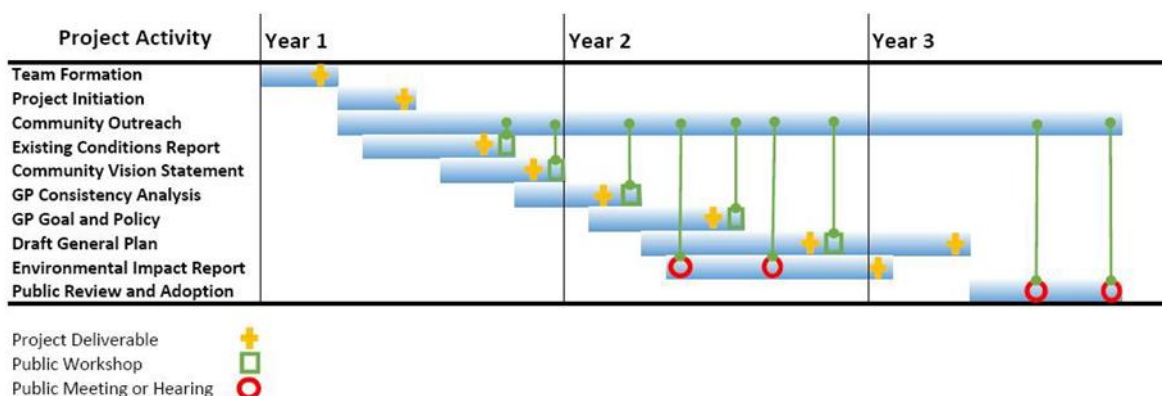 Project Activity Year 1 Year 2 Year 3
Team Formation
Project Initiation
Community Outreach
Existing Conditions Report
Community Vision Statement
GP Consistency Analysis
GP Goal and Policy
Draft General Plan
Environmental Impact Report
Public Review and Adoption
Project Deliverable
Public Workshop
Public Meeting or Hearing